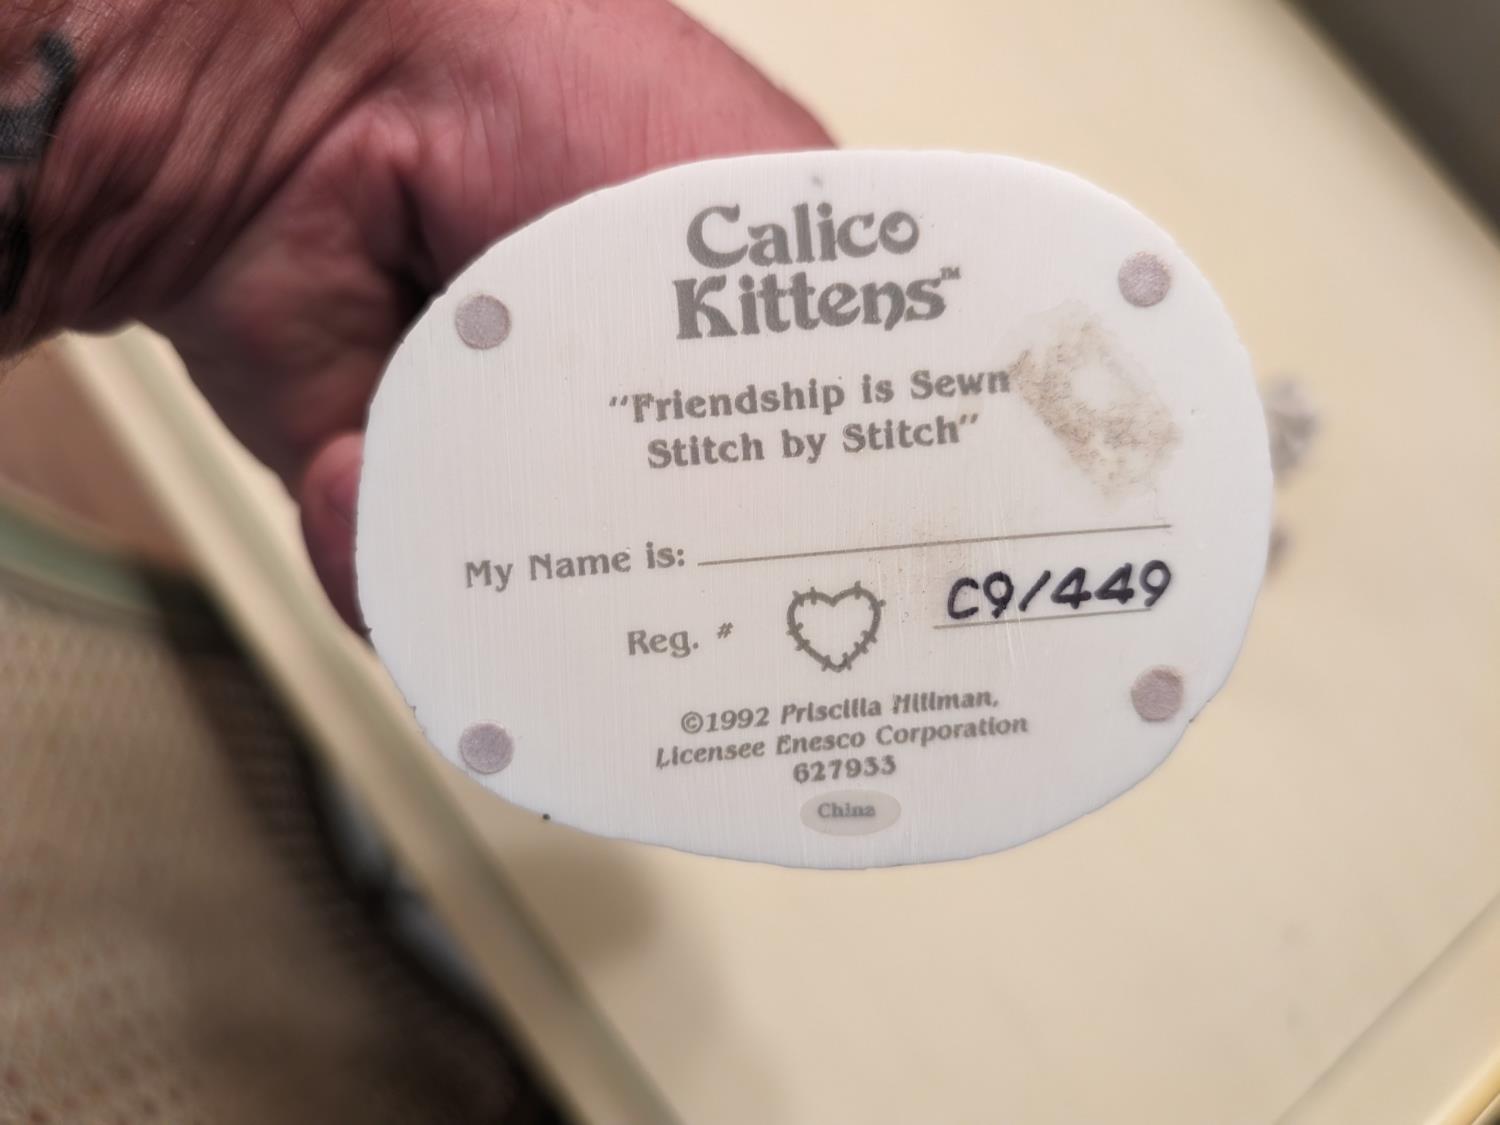 Calico
Kittens™
“Friendship is Sewn
Stitch by Stitch”
My Name is:
Reg. # C9/449
©1992 Priscilla Hillman,
Licensee Enesco Corporation
627933
China